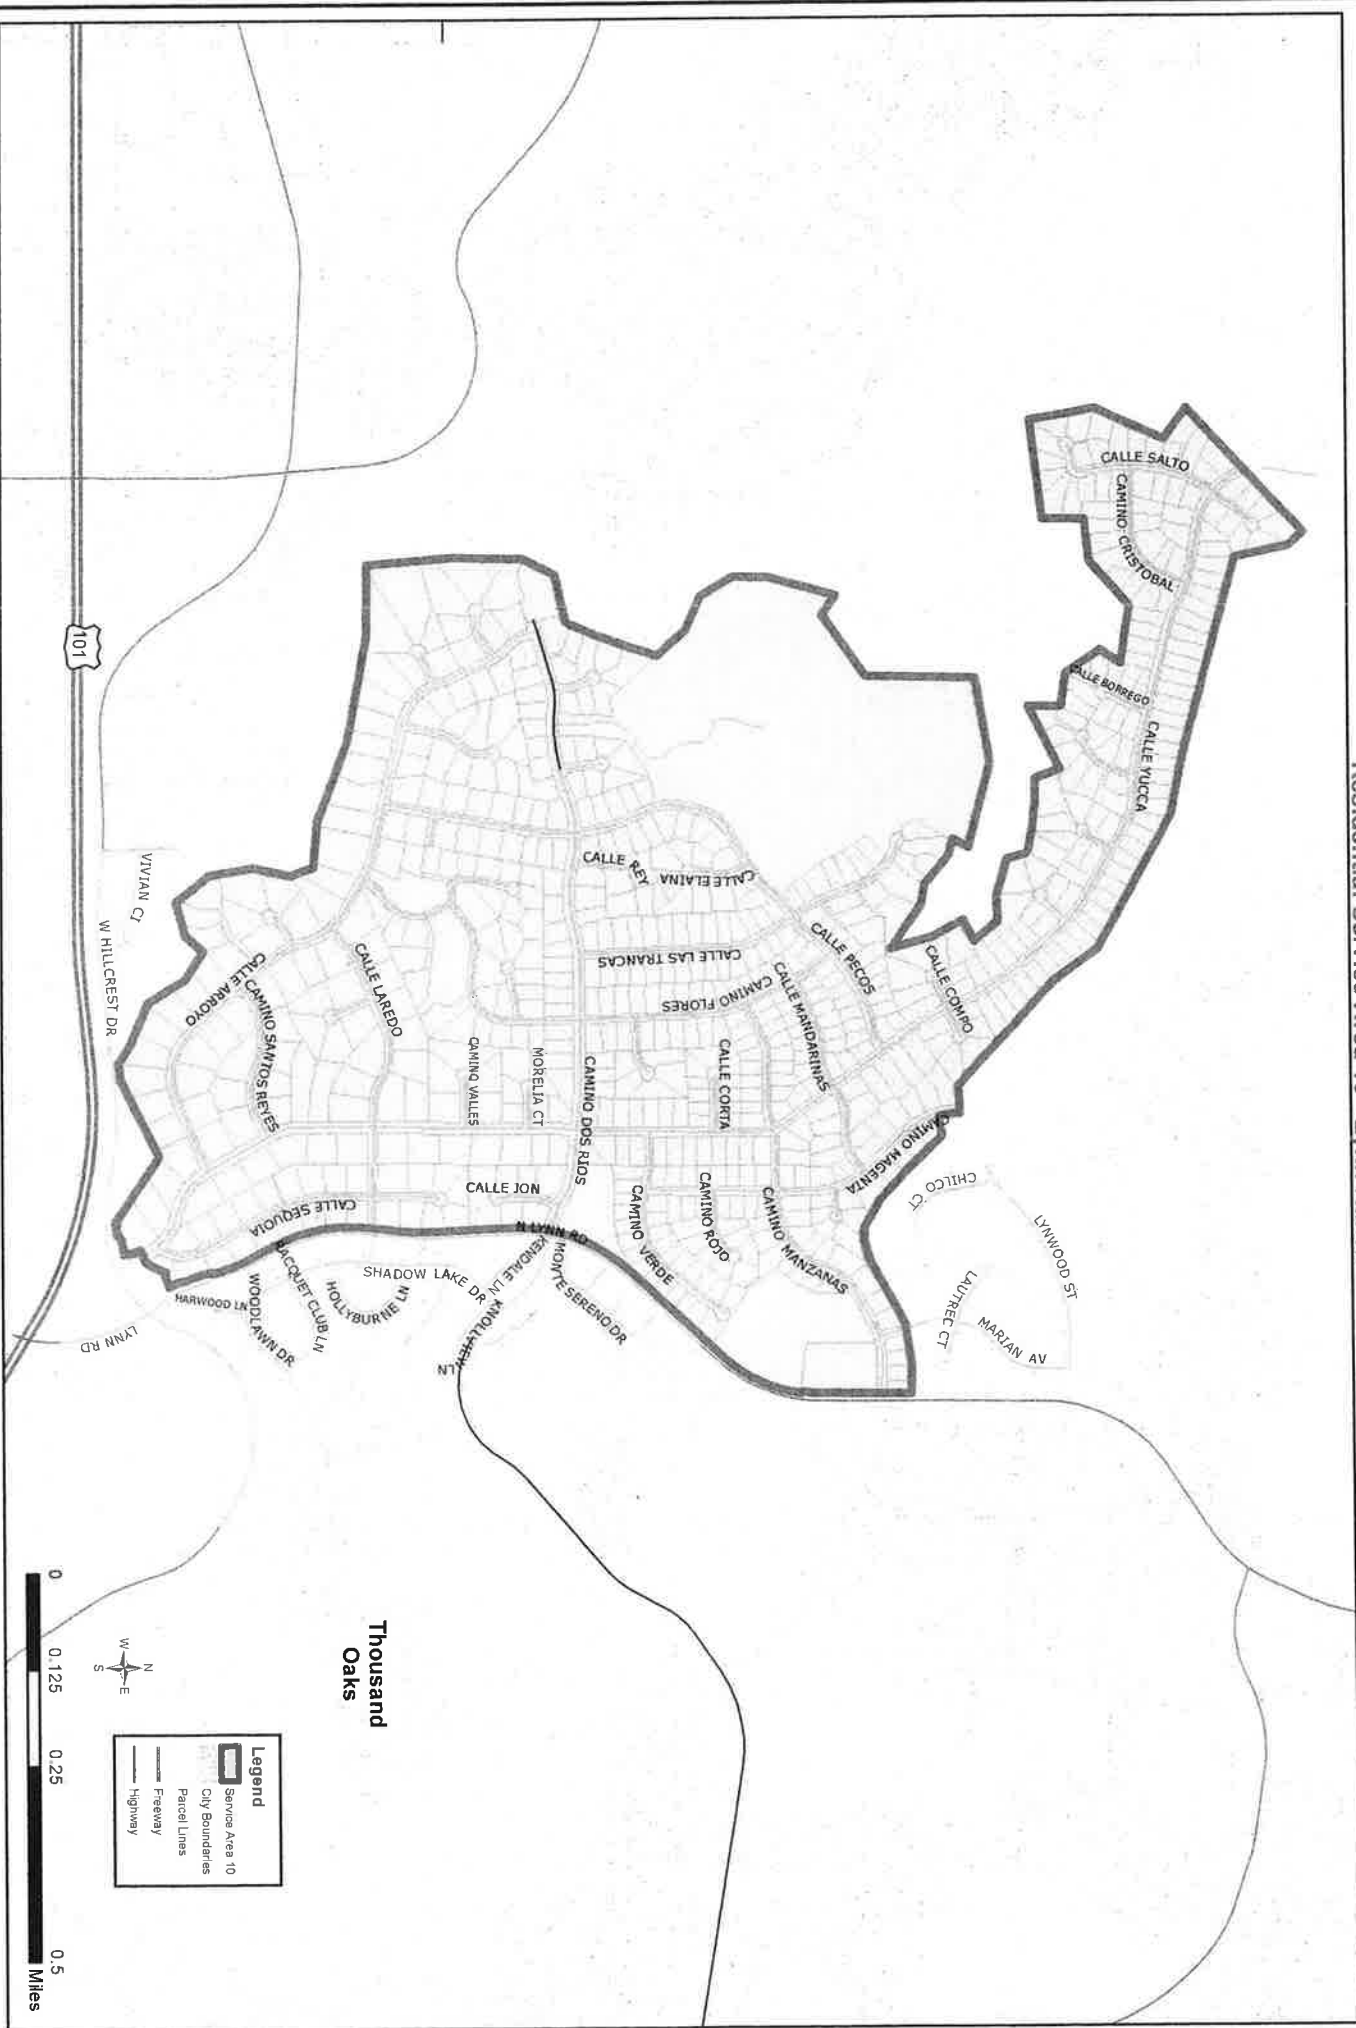 CALLE SALTO
CAMINO CRISTOBAL
CALLE BORREGO
CALLE YUCCA
CALLE REY
CALLE ELAINA
CALLE LAS TRANCAS
CAMINO FLORES
CALLE PECOS
CALLE MANDARINAS
CALLE COMPO
CALLE CORTA
CAMINO MAGENTA
CHILCO CT
LYNWOOD ST
LAUTREC CT
MARIAN AV
CAMINO DOS RIOS
MORELIA CT
CAMINO VALLES
CALLE LAREDO
CALLE ARROYO
CAMINO SANTOS REYES
CALLE SEQUOIA
CALLE JON
N LYNN RD
CAMINO VERDE
CAMINO ROJO
CAMINO MANZANAS
MONTE SERENO DR
KENDALE LN
KNOLLVIEW LN
SHADOW LAKE DR
HOLLYBURNE LN
RACQUET CLUB LN
WOODLAWN DR
HARWOOD LN
LYNN RD
VIVIAN CT
W HILLCREST DR
101
Thousand
Oaks
N
W
E
S
Legend
Service Area 10
City Boundaries
Parcel Lines
Freeway
Highway
0
0.125
0.25
0.5
Miles